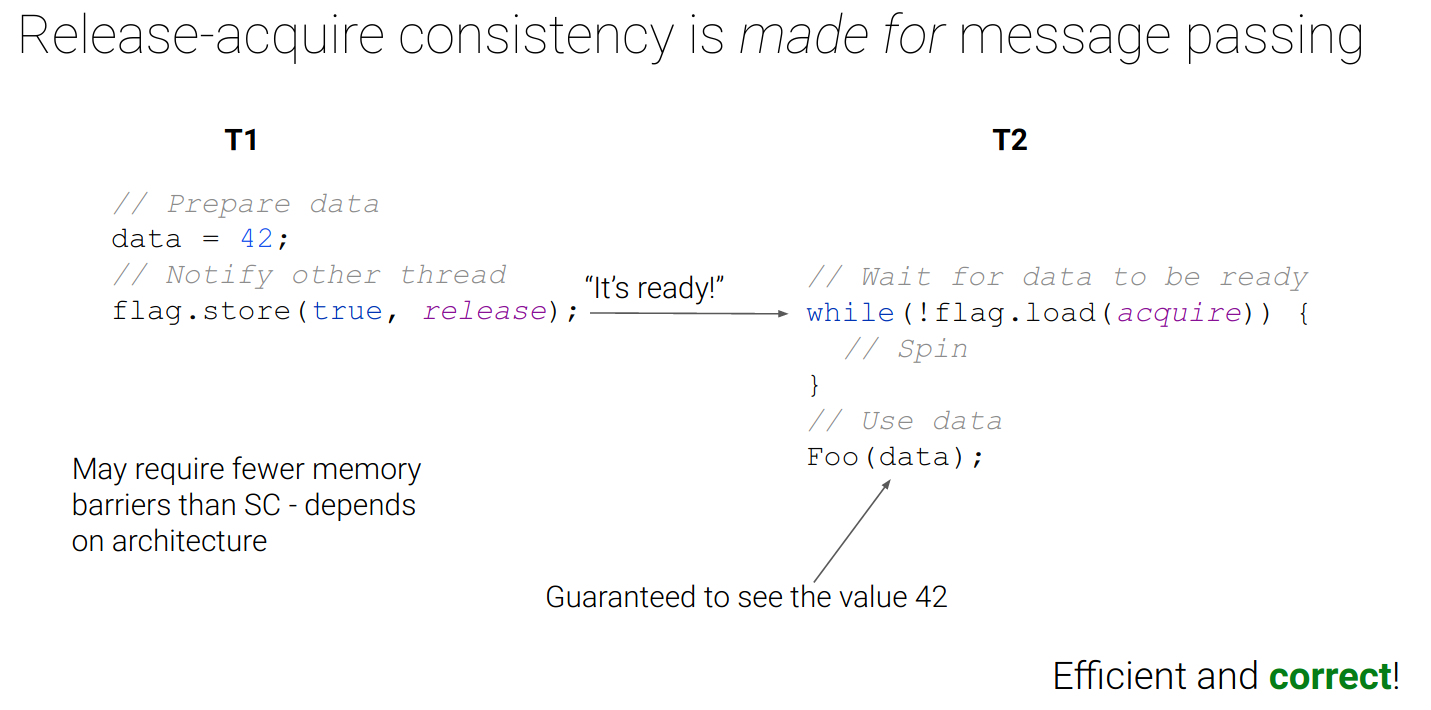 Release-acquire consistency is made for message passing
T1
// Prepare data
data = 42;
// Notify other thread
flag.store(true, release);
“It’s ready!”
T2
// Wait for data to be ready
while(!flag.load(acquire)) {
// Spin
}
// Use data
Foo(data);
May require fewer memory
barriers than SC - depends
on architecture
Guaranteed to see the value 42
Efficient and correct!